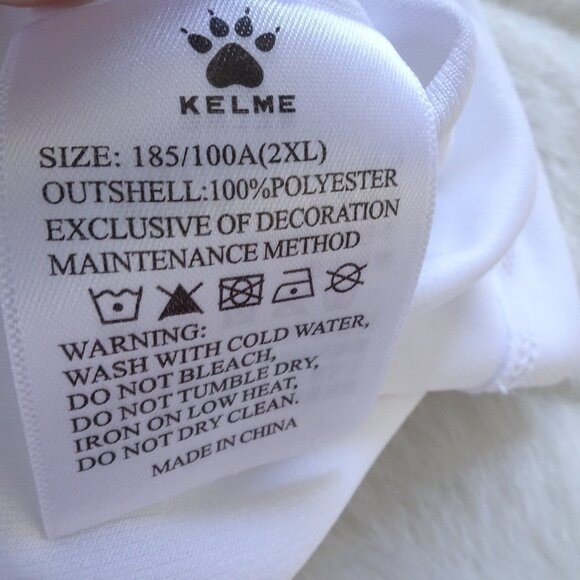 KELME
SIZE: 185/100A(2XL)
OUTSHELL:100%POLYESTER
EXCLUSIVE OF DECORATION
MAINTENANCE METHOD
WARNING:
WASH WITH COLD WATER,
DO NOT BLEACH,
DO NOT TUMBLE DRY,
IRON ON LOW HEAT,
DO NOT DRY CLEAN.
MADE IN CHINA